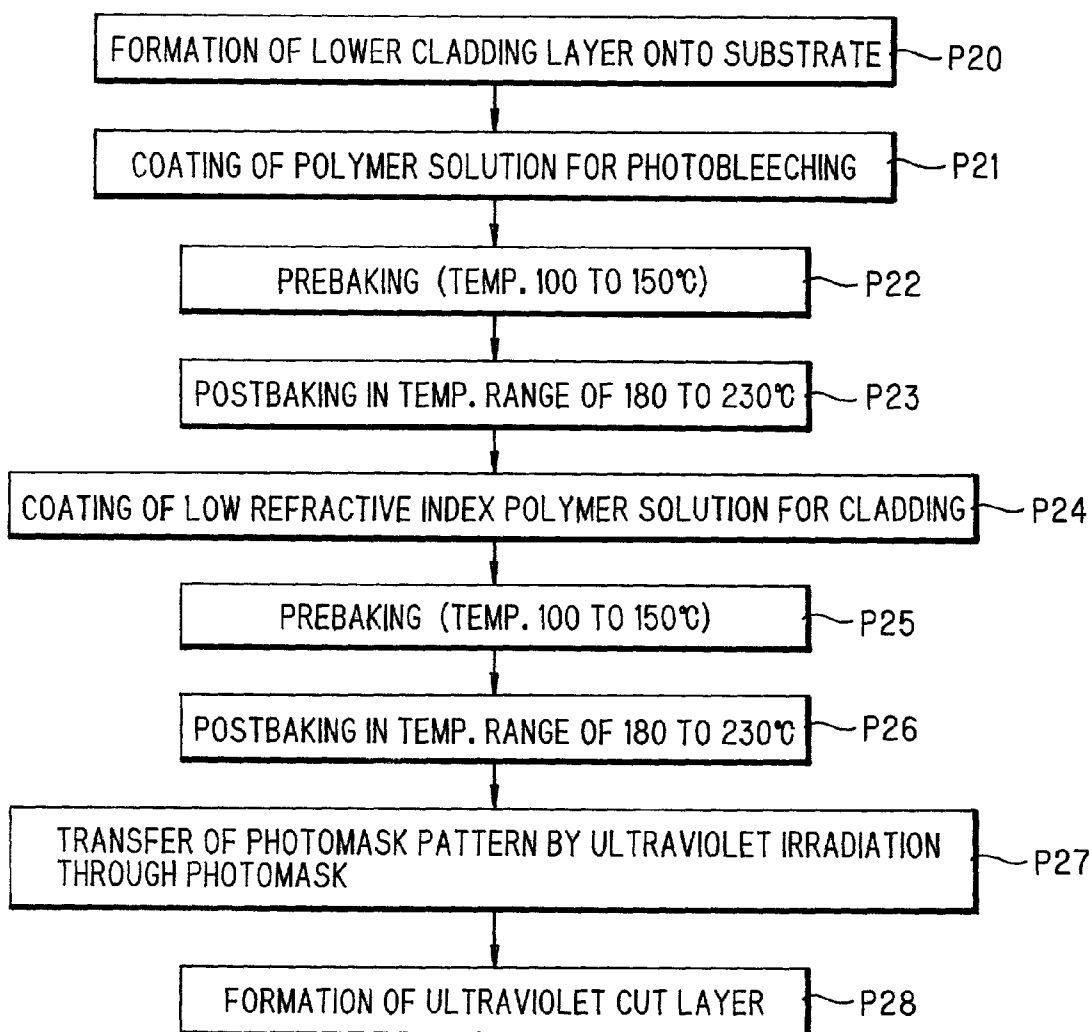 FORMATION OF LOWER CLADDING LAYER ONTO SUBSTRATE P20
COATING OF POLYMER SOLUTION FOR PHOTOBLEECHING P21
PREBAKING (TEMP. 100 TO 150℃) P22
POSTBAKING IN TEMP. RANGE OF 180 TO 230℃ P23
COATING OF LOW REFRACTIVE INDEX POLYMER SOLUTION FOR CLADDING P24
PREBAKING (TEMP. 100 TO 150℃) P25
POSTBAKING IN TEMP. RANGE OF 180 TO 230℃ P26
TRANSFER OF PHOTOMASK PATTERN BY ULTRAVIOLET IRRADIATION
THROUGH PHOTOMASK P27
FORMATION OF ULTRAVIOLET CUT LAYER P28